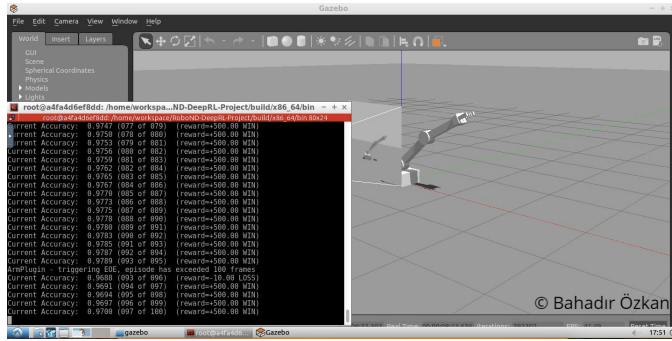 Gazebo
File Edit Camera View Window Help
World Insert Layers
GUI
Scene
Spherical Coordinates
Physics
Models
Lights
root@a4fa4d6ef8dd: /home/workspa...ND-DeepRL-Project/build/x86_64/bin
root@a4fa4d6ef8dd: /home/workspace/RoboND-DeepRL-Project/build/x86_64/bin 80x24
Current Accuracy: 0.9747 (077 of 079) (reward=+500.00 WIN)
Current Accuracy: 0.9750 (078 of 080) (reward=+500.00 WIN)
Current Accuracy: 0.9753 (079 of 081) (reward=+500.00 WIN)
Current Accuracy: 0.9756 (080 of 082) (reward=+500.00 WIN)
Current Accuracy: 0.9759 (081 of 083) (reward=+500.00 WIN)
Current Accuracy: 0.9762 (082 of 084) (reward=+500.00 WIN)
Current Accuracy: 0.9765 (083 of 085) (reward=+500.00 WIN)
Current Accuracy: 0.9767 (084 of 086) (reward=+500.00 WIN)
Current Accuracy: 0.9770 (085 of 087) (reward=+500.00 WIN)
Current Accuracy: 0.9773 (086 of 088) (reward=+500.00 WIN)
Current Accuracy: 0.9775 (087 of 089) (reward=+500.00 WIN)
Current Accuracy: 0.9778 (088 of 090) (reward=+500.00 WIN)
Current Accuracy: 0.9780 (089 of 091) (reward=+500.00 WIN)
Current Accuracy: 0.9783 (090 of 092) (reward=+500.00 WIN)
Current Accuracy: 0.9785 (091 of 093) (reward=+500.00 WIN)
Current Accuracy: 0.9787 (092 of 094) (reward=+500.00 WIN)
Current Accuracy: 0.9789 (093 of 095) (reward=+500.00 WIN)
ArmPlugin - triggering EOE, episode has exceeded 100 frames
Current Accuracy: 0.9688 (093 of 096) (reward=-10.00 LOSS)
Current Accuracy: 0.9691 (094 of 097) (reward=+500.00 WIN)
Current Accuracy: 0.9694 (095 of 098) (reward=+500.00 WIN)
Current Accuracy: 0.9697 (096 of 099) (reward=+500.00 WIN)
Current Accuracy: 0.9700 (097 of 100) (reward=+500.00 WIN)
© Bahadır Özkan
Real Time: Iterations: FPS: Reset Time
gazebo root@a4fa4d6... Gazebo 17:51